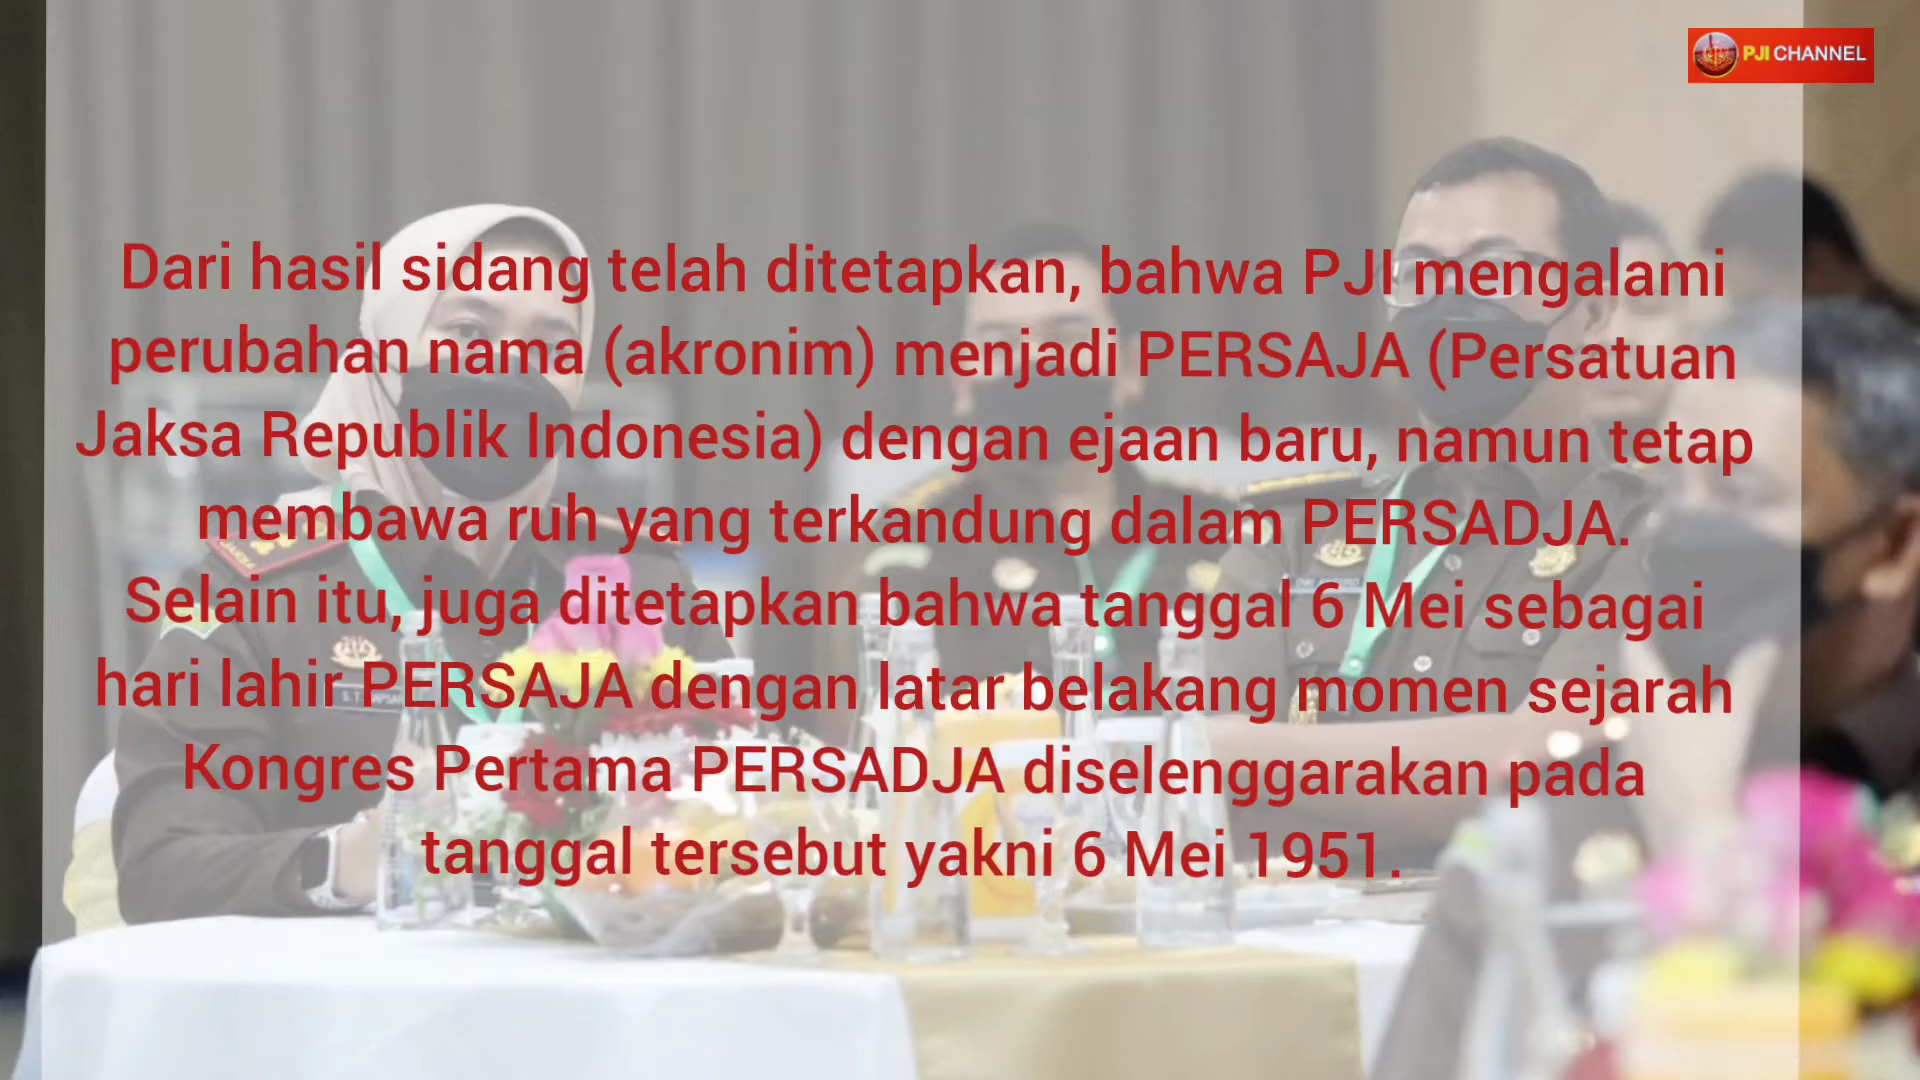 PJI CHANNEL
Dari hasil sidang telah ditetapkan, bahwa PJI mengalami
perubahan nama (akronim) menjadi PERSAJA (Persatuan
Jaksa Republik Indonesia) dengan ejaan baru, namun tetap
membawa ruh yang terkandung dalam PERSADJA.
Selain itu, juga ditetapkan bahwa tanggal 6 Mei sebagai
hari lahir PERSAJA dengan latar belakang momen sejarah
Kongres Pertama PERSADJA diselenggarakan pada
tanggal tersebut yakni 6 Mei 1951.